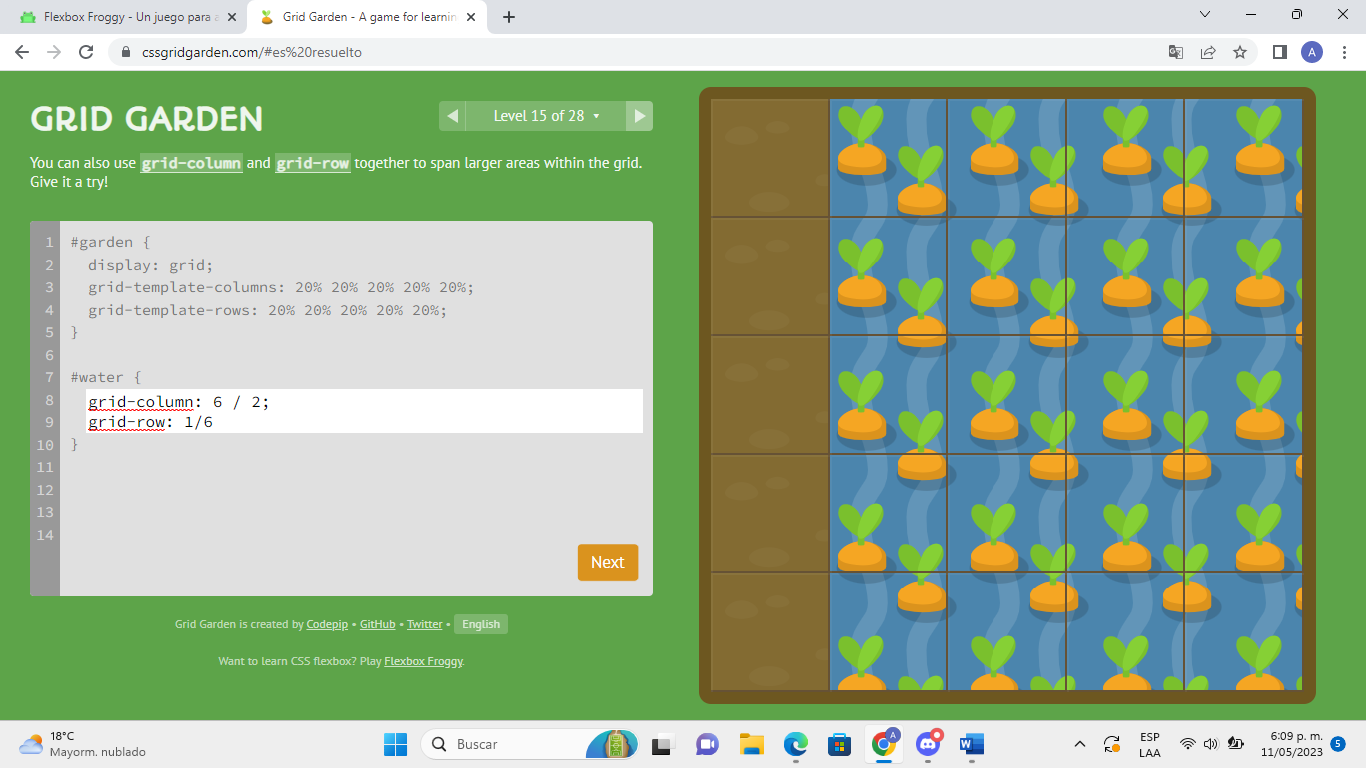 Flexbox Froggy - Un juego para a
Grid Garden - A game for learnin
cssgridgarden.com/#es%20resuelto
A
GRID GARDEN
Level 15 of 28
You can also use grid-column and grid-row together to span larger areas within the grid.
Give it a try!
1 #garden {
2 display: grid;
3 grid-template-columns: 20% 20% 20% 20% 20%;
4 grid-template-rows: 20% 20% 20% 20% 20%;
5 }
6
7 #water {
8 grid-column: 6 / 2;
9 grid-row: 1/6
10 }
11
12
13
14
Next
Grid Garden is created by Codepip • GitHub • Twitter • English
Want to learn CSS flexbox? Play Flexbox Froggy.
18°C
Mayorm. nublado
Buscar
A
W
ESP
LAA
6:09 p. m.
11/05/2023
5